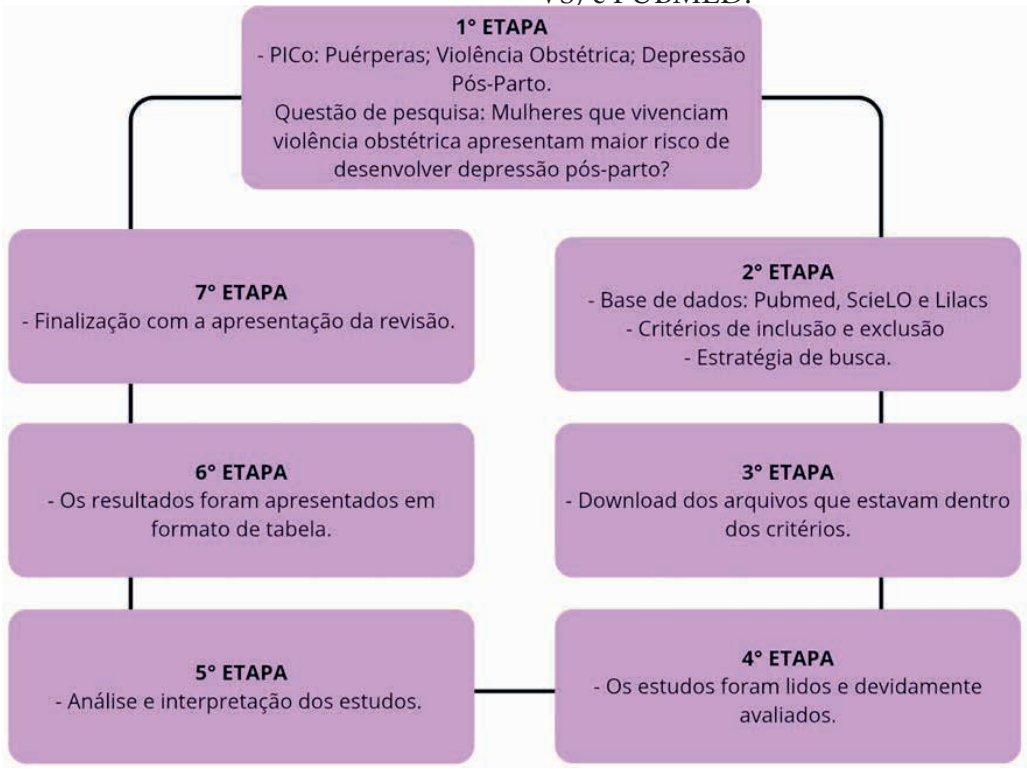 VS) e PUBMED.
1° ETAPA
- PICo: Puérperas; Violência Obstétrica; Depressão
Pós-Parto.
Questão de pesquisa: Mulheres que vivenciam
violência obstétrica apresentam maior risco de
desenvolver depressão pós-parto?
2° ETAPA
- Base de dados: Pubmed, ScieLO e Lilacs
- Critérios de inclusão e exclusão
- Estratégia de busca.
3° ETAPA
- Download dos arquivos que estavam dentro
dos critérios.
4° ETAPA
- Os estudos foram lidos e devidamente
avaliados.
5° ETAPA
- Análise e interpretação dos estudos.
6° ETAPA
- Os resultados foram apresentados em
formato de tabela.
7° ETAPA
- Finalização com a apresentação da revisão.